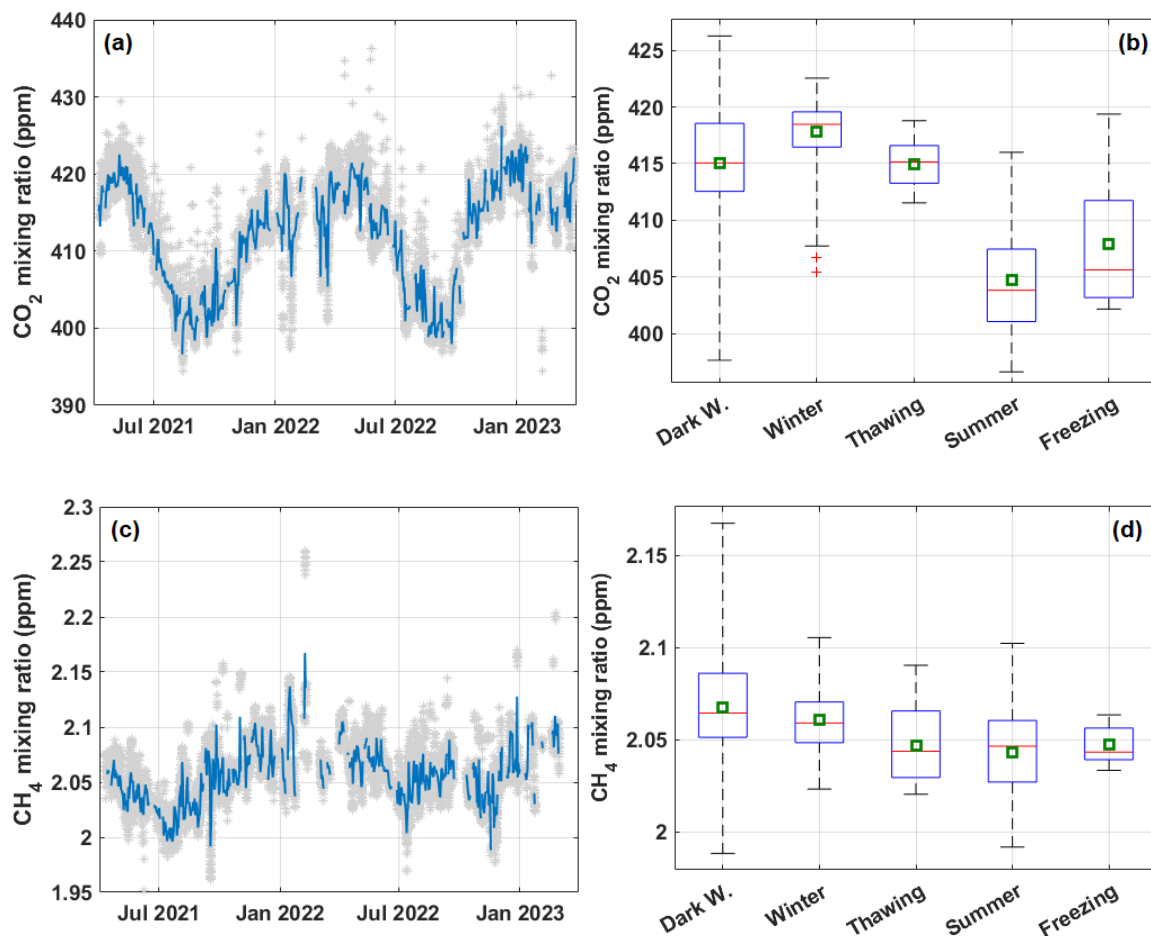 (a)
CO2 mixing ratio (ppm)
440
430
420
410
400
390
Jul 2021 Jan 2022 Jul 2022 Jan 2023
(b)
CO2 mixing ratio (ppm)
425
420
415
410
405
400
Dark W. Winter Thawing Summer Freezing
(c)
CH4 mixing ratio (ppm)
2.3
2.25
2.2
2.15
2.1
2.05
2
1.95
Jul 2021 Jan 2022 Jul 2022 Jan 2023
(d)
CH4 mixing ratio (ppm)
2.15
2.1
2.05
2
Dark W. Winter Thawing Summer Freezing